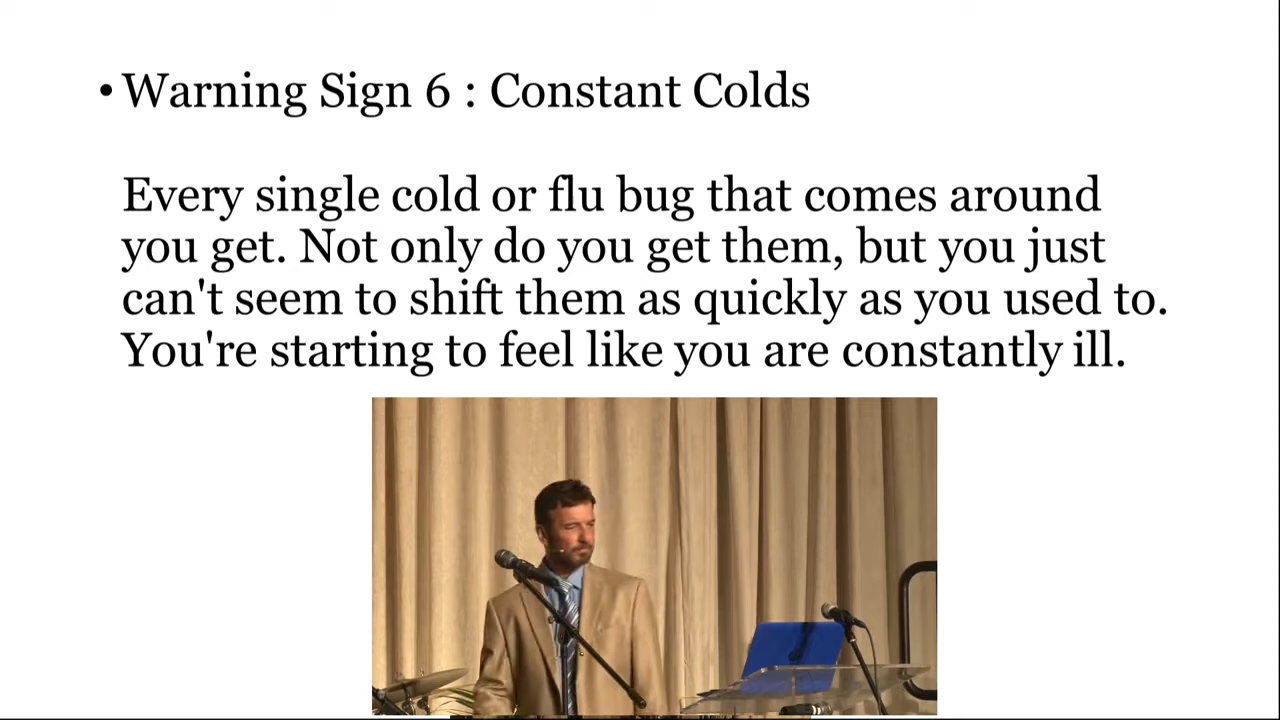 • Warning Sign 6 : Constant Colds
Every single cold or flu bug that comes around
you get. Not only do you get them, but you just
can't seem to shift them as quickly as you used to.
You're starting to feel like you are constantly ill.